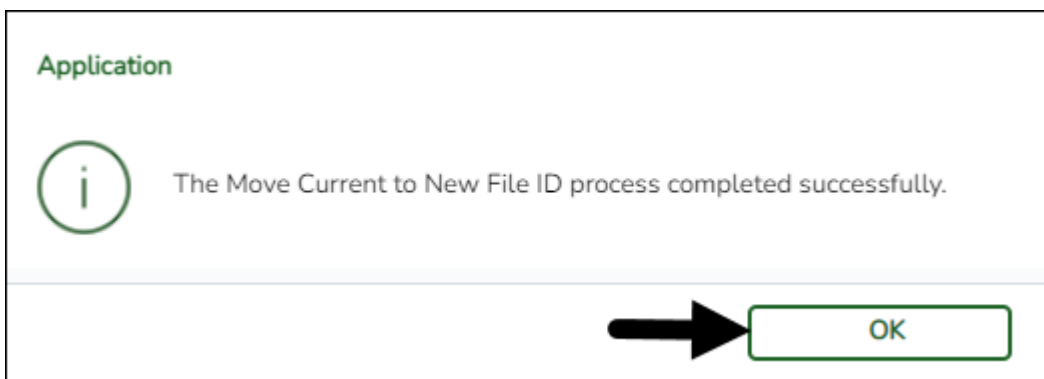 Application
i
The Move Current to New File ID process completed successfully.
OK